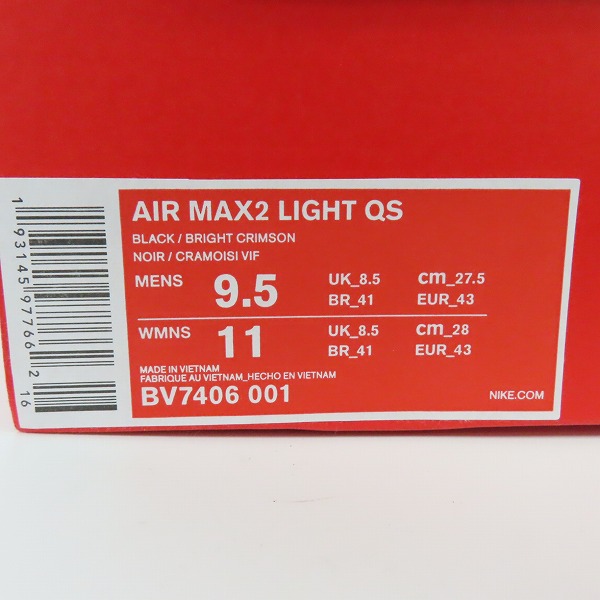 AIR MAX2 LIGHT QS
BLACK / BRIGHT CRIMSON
NOIR / CRAMOISI VIF
MENS 9.5 UK_8.5 cm_27.5
BR_41 EUR_43
WMNS 11 UK_8.5 cm_28
BR_41 EUR_43
MADE IN VIETNAM
FABRIQUE AU VIETNAM_HECHO EN VIETNAM
BV7406 001
NIKE.COM
1 93145 97766 2 16